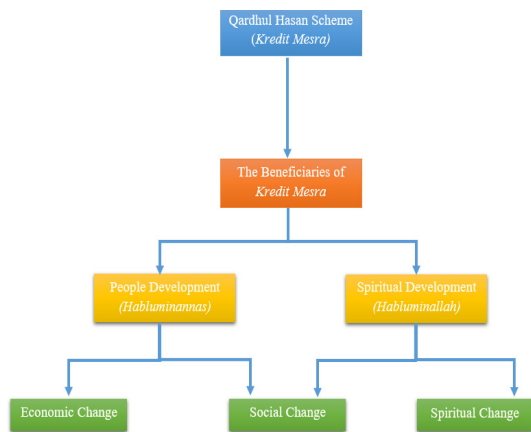 Qardhul Hasan Scheme
(Kredit Mesra)
The Beneficiaries of
Kredit Mesra
People Development
(Habluminannas)
Spiritual Development
(Habluminallah)
Economic Change
Social Change
Spiritual Change